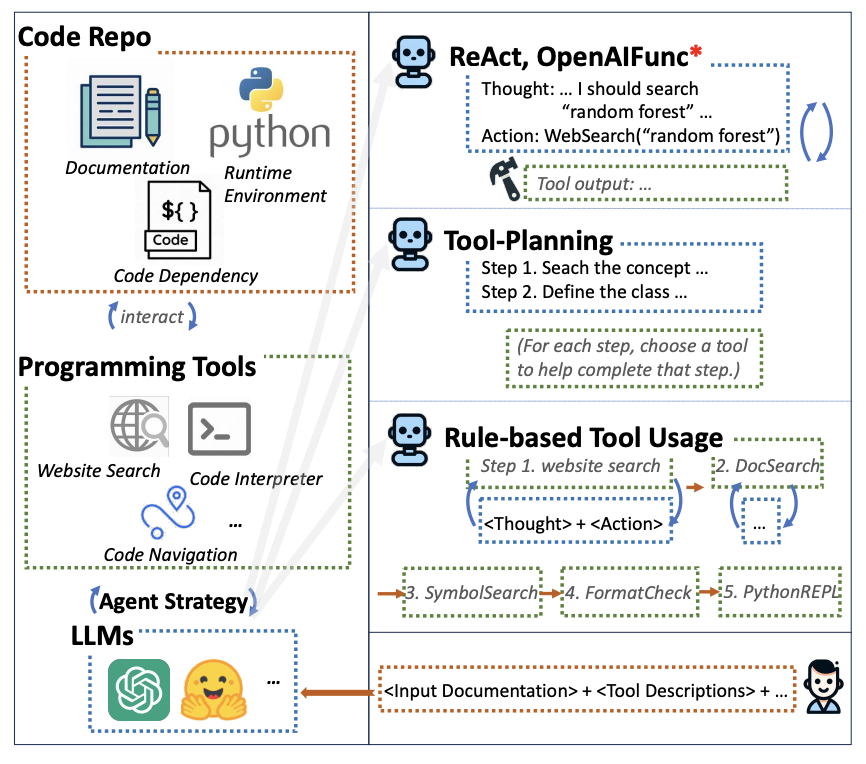 Code Repo
Documentation
python
Runtime
Environment
${ }
Code
Code Dependency
interact
Programming Tools
Website Search
Code Interpreter
Code Navigation
...
Agent Strategy
LLMs
...
ReAct, OpenAIFunc*
Thought: ... I should search
“random forest” ...
Action: WebSearch(“random forest”)
Tool output: ...
Tool-Planning
Step 1. Seach the concept ...
Step 2. Define the class ...
(For each step, choose a tool
to help complete that step.)
Rule-based Tool Usage
Step 1. website search
2. DocSearch
<Thought> + <Action>
...
3. SymbolSearch
4. FormatCheck
5. PythonREPL
<Input Documentation> + <Tool Descriptions> + ...